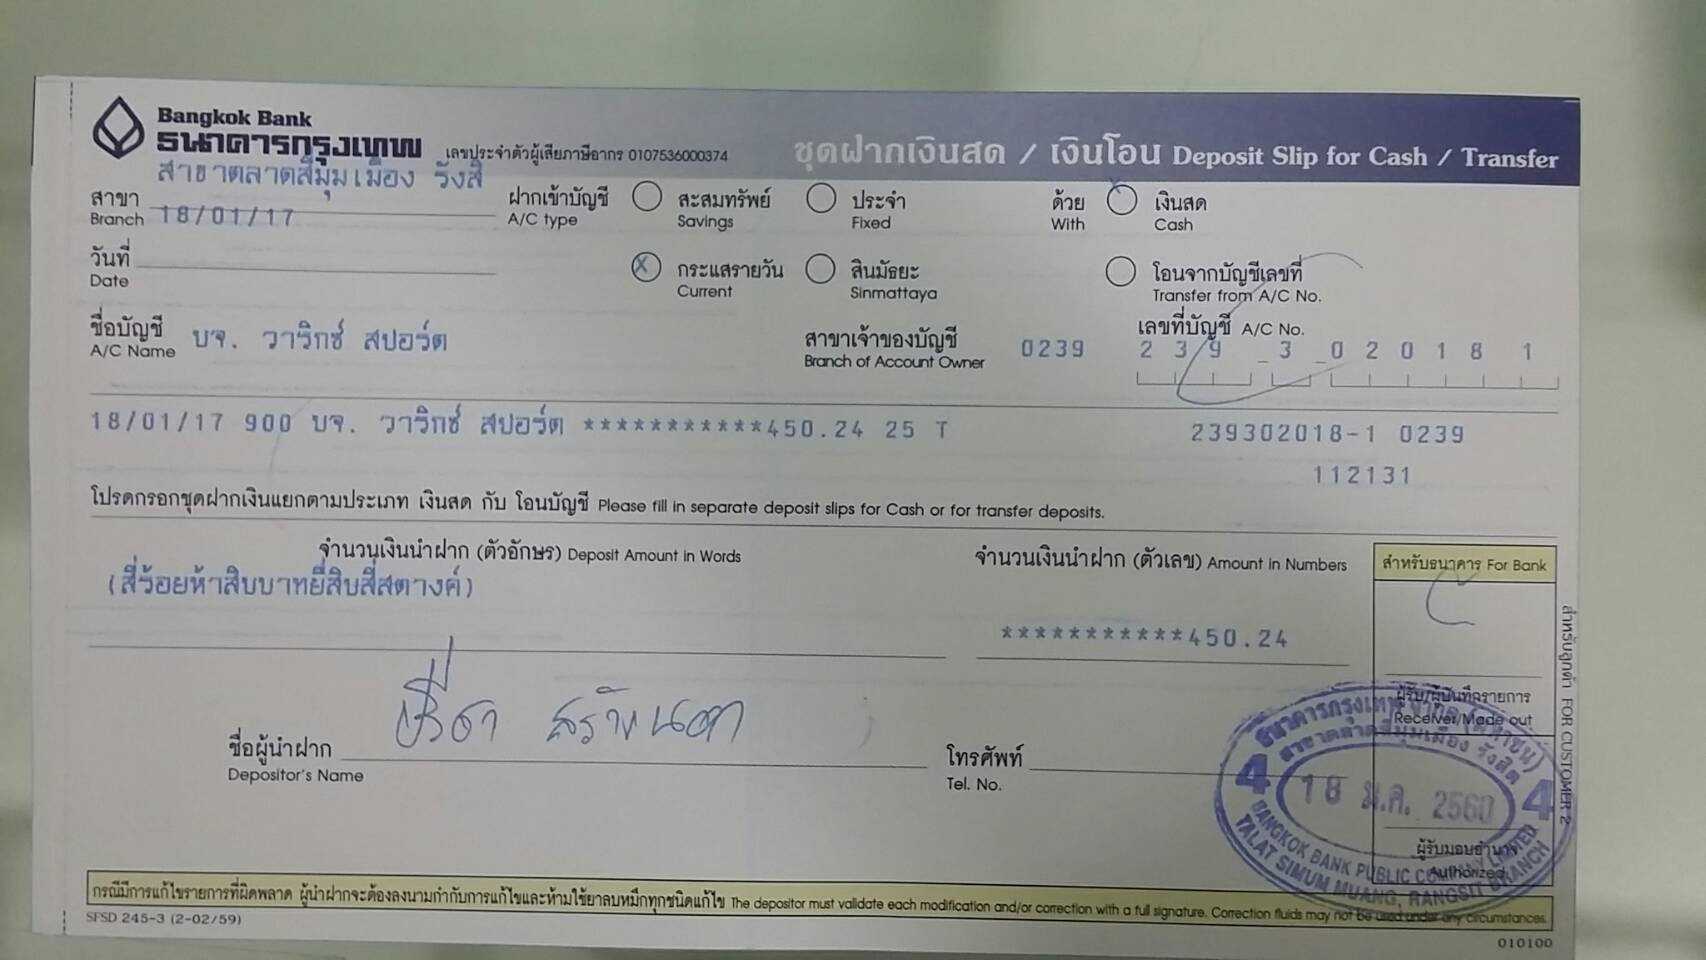 Bangkok Bank
ธนาคารกรุงเทพ
เลขประจำตัวผู้เสียภาษีอากร 0107536000374
ชุดฝากเงินสด / เงินโอน Deposit Slip for Cash / Transfer
สาขาตลาดสี่มุมเมือง รังสิ
สาขา
Branch 18/01/17
ฝากเข้าบัญชี
A/C type
สะสมทรัพย์
Savings
ประจำ
Fixed
ด้วย
With
X
เงินสด
Cash
วันที่
Date
X
กระแสรายวัน
Current
สินมัธยะ
Sinmattaya
โอนจากบัญชีเลขที่
Transfer from A/C No.
ชื่อบัญชี
A/C Name
บจ. วาริกซ์ สปอร์ต
สาขาเจ้าของบัญชี
Branch of Account Owner
0239
เลขที่บัญชี A/C No.
2 3 9 _ 3 _ 0 2 0 1 8 1
18/01/17 900 บจ. วาริกซ์ สปอร์ต ***********450.24 25 T 239302018-1 0239
112131
โปรดกรอกชุดฝากเงินแยกตามประเภท เงินสด กับ โอนบัญชี Please fill in separate deposit slips for Cash or for transfer deposits.
จำนวนเงินนำฝาก (ตัวอักษร) Deposit Amount in Words
จำนวนเงินนำฝาก (ตัวเลข) Amount in Numbers
สำหรับธนาคาร For Bank
(สี่ร้อยห้าสิบบาทยี่สิบสี่สตางค์)
***********450.24
ผู้รับ/ผู้บันทึกรายการ
Receiver/Made out
ชื่อผู้นำฝาก
Depositor's Name
โทรศัพท์
Tel. No.
ธนาคารกรุงเทพ จำกัด (มหาชน)
สาขาตลาดสี่มุมเมือง รังสิต
4 18 ม.ค. 2560 4
BANGKOK BANK PUBLIC COMPANY LIMITED
TALAT SIMUM MUANG, RANGSIT BRANCH
ผู้รับมอบอำนาจ
Authorized
สำหรับลูกค้า FOR CUSTOMER 2
กรณีมีการแก้ไขรายการที่ผิดพลาด ผู้นำฝากจะต้องลงนามกำกับการแก้ไขและห้ามใช้ยาลบหมึกทุกชนิดแก้ไข The depositor must validate each modification and/or correction with a full signature. Correction fluids may not be used under any circumstances.
SFSD 245-3 (2-02/59)
010100